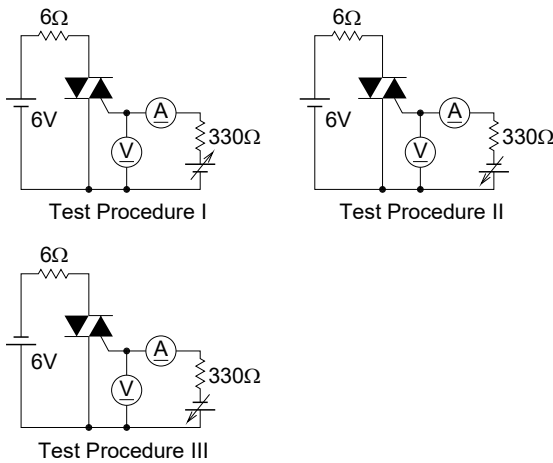 6Ω
6V
A
V
330Ω
Test Procedure I
6Ω
6V
A
V
330Ω
Test Procedure II
6Ω
6V
A
V
330Ω
Test Procedure III